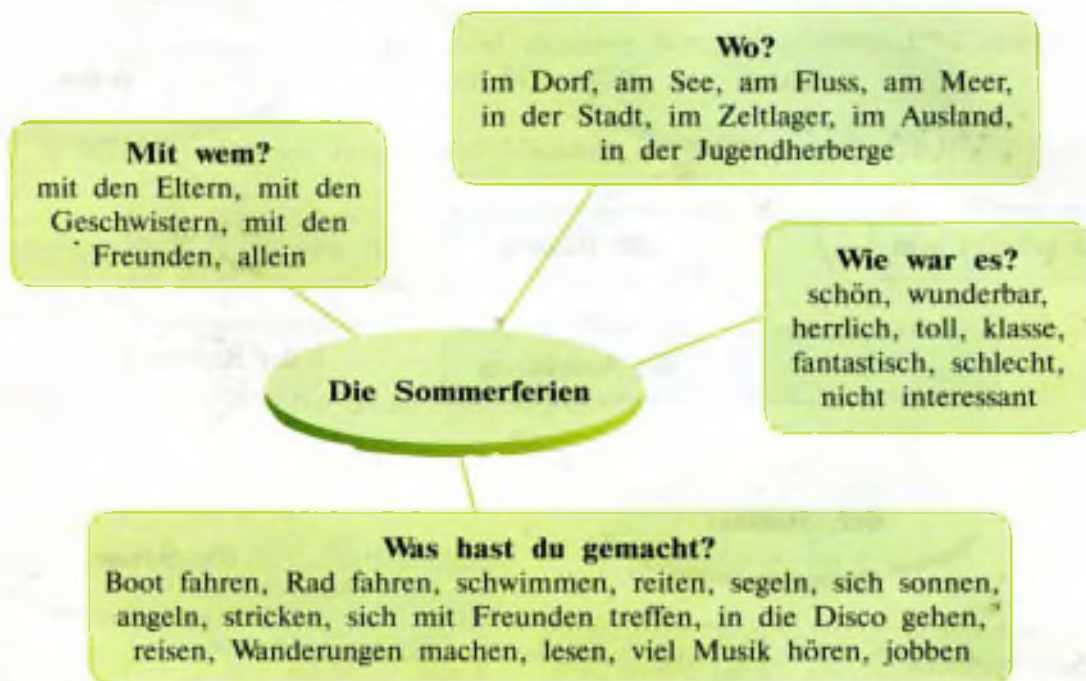 Wo?
im Dorf, am See, am Fluss, am Meer,
in der Stadt, im Zeltlager, im Ausland,
in der Jugendherberge
Mit wem?
mit den Eltern, mit den
Geschwistern, mit den
Freunden, allein
Wie war es?
schön, wunderbar,
herrlich, toll, klasse,
fantastisch, schlecht,
nicht interessant
Die Sommerferien
Was hast du gemacht?
Boot fahren, Rad fahren, schwimmen, reiten, segeln, sich sonnen,
angeln, stricken, sich mit Freunden treffen, in die Disco gehen,
reisen, Wanderungen machen, lesen, viel Musik hören, jobben